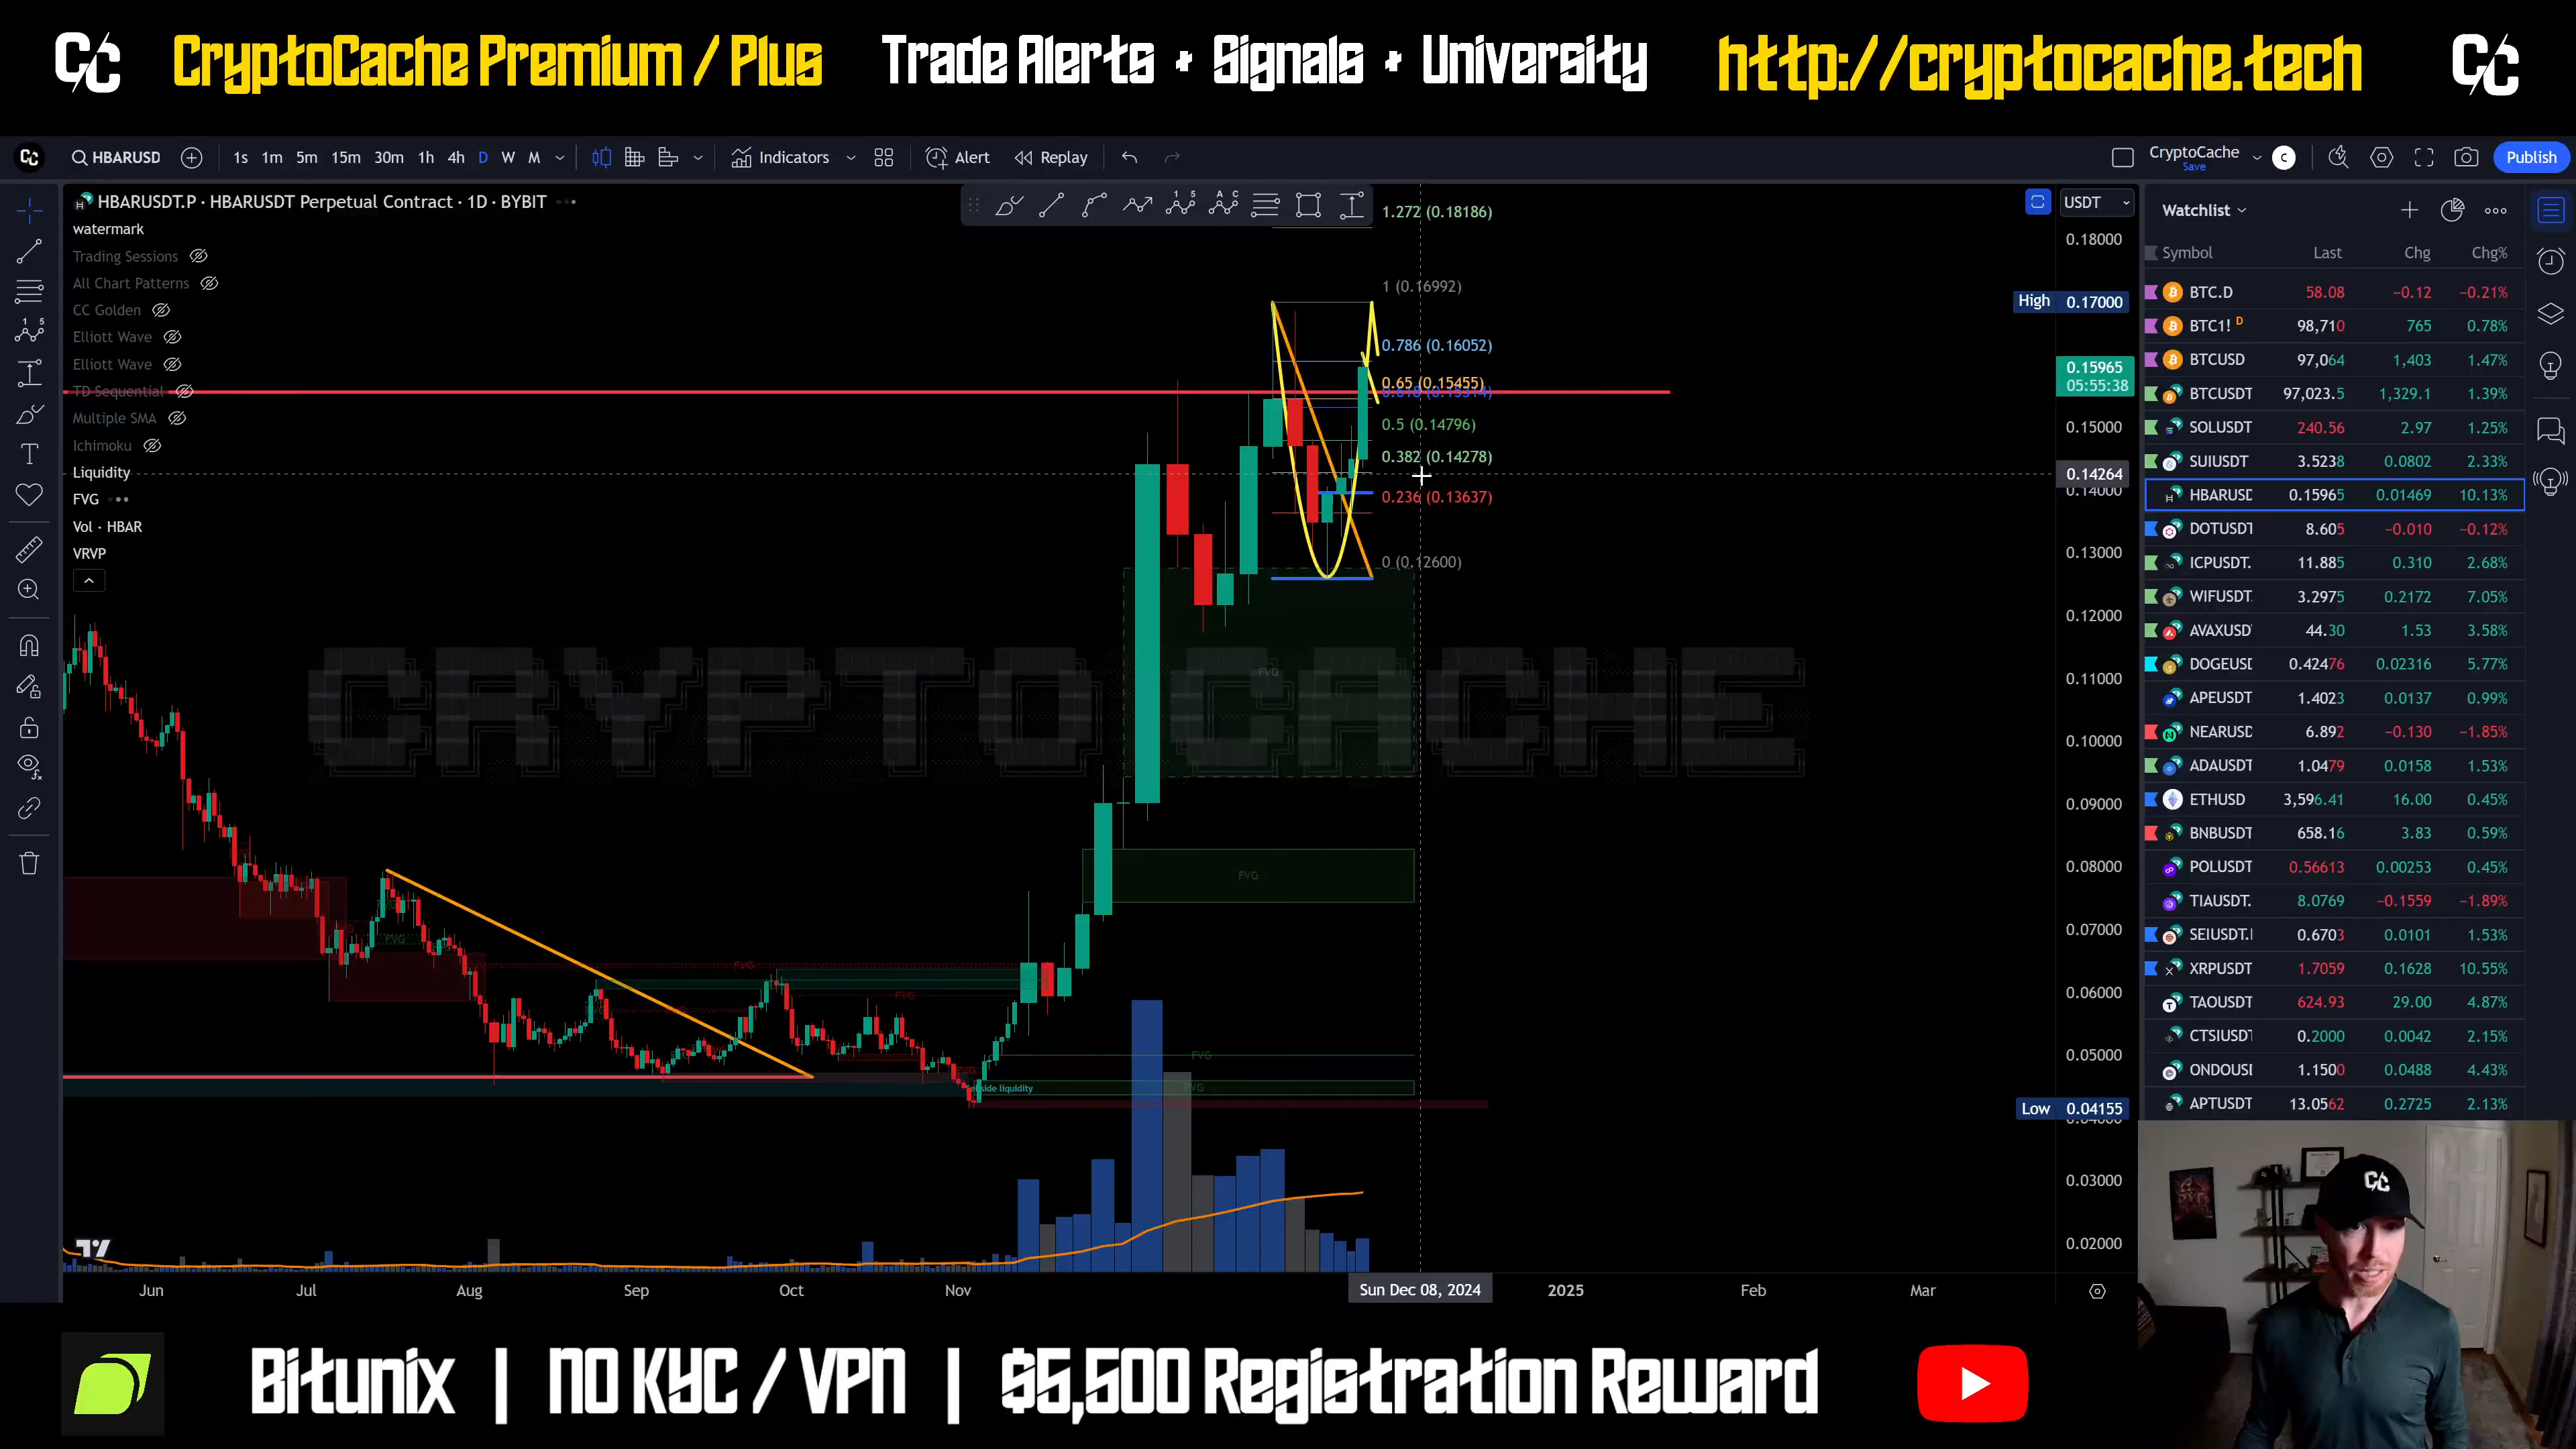 CC CryptoCache Premium / Plus Trade Alerts + Signals + University http://cryptocache.tech CC
CC HBARUSD 1s 1m 5m 15m 30m 1h 4h D W M Indicators Alert Replay CryptoCache Save C Publish
HBARUSDT.P · HBARUSDT Perpetual Contract · 1D · BYBIT
watermark
Trading Sessions
All Chart Patterns
CC Golden
Elliott Wave
Elliott Wave
TD Sequential
Multiple SMA
Ichimoku
Liquidity
FVG
Vol · HBAR
VRVP
1.272 (0.18186)
1 (0.16992)
0.786 (0.16052)
0.65 (0.15455)
0.5 (0.14796)
0.382 (0.14278)
0.236 (0.13637)
0 (0.12600)
CRYPTO CACHE
FVG
FVG
FVG
FVG
FVG
FVG
FVG
USDT
0.18000
High 0.17000
0.15965
05:55:38
0.15000
0.14264
0.14000
0.13000
0.12000
0.11000
0.10000
0.09000
0.08000
0.07000
0.06000
0.05000
Low 0.04155
0.03000
0.02000
Jun Jul Aug Sep Oct Nov Sun Dec 08, 2024 2025 Feb Mar
Watchlist
Symbol Last Chg Chg%
BTC.D 58.08 −0.12 −0.21%
BTC1! D 98,710 765 0.78%
BTCUSD 97,064 1,403 1.47%
BTCUSDT 97,023.5 1,329.1 1.39%
SOLUSDT 240.56 2.97 1.25%
SUIUSDT 3.5238 0.0802 2.33%
HBARUSD 0.15965 0.01469 10.13%
DOTUSDT 8.605 −0.010 −0.12%
ICPUSDT. 11.885 0.310 2.68%
WIFUSDT. 3.2975 0.2172 7.05%
AVAXUSD 44.30 1.53 3.58%
DOGEUSD 0.42476 0.02316 5.77%
APEUSDT 1.4023 0.0137 0.99%
NEARUSD 6.892 −0.130 −1.85%
ADAUSDT 1.0479 0.0158 1.53%
ETHUSD 3,596.41 16.00 0.45%
BNBUSDT 658.16 3.83 0.59%
POLUSDT 0.56613 0.00253 0.45%
TIAUSDT. 8.0769 −0.1559 −1.89%
SEIUSDT.I 0.6703 0.0101 1.53%
XRPUSDT 1.7059 0.1628 10.55%
TAOUSDT 624.93 29.00 4.87%
CTSIUSDT 0.2000 0.0042 2.15%
ONDOUSI 1.1500 0.0488 4.43%
APTUSDT 13.0562 0.2725 2.13%
CC
Bitunix | NO KYC / VPN | $5,500 Registration Reward